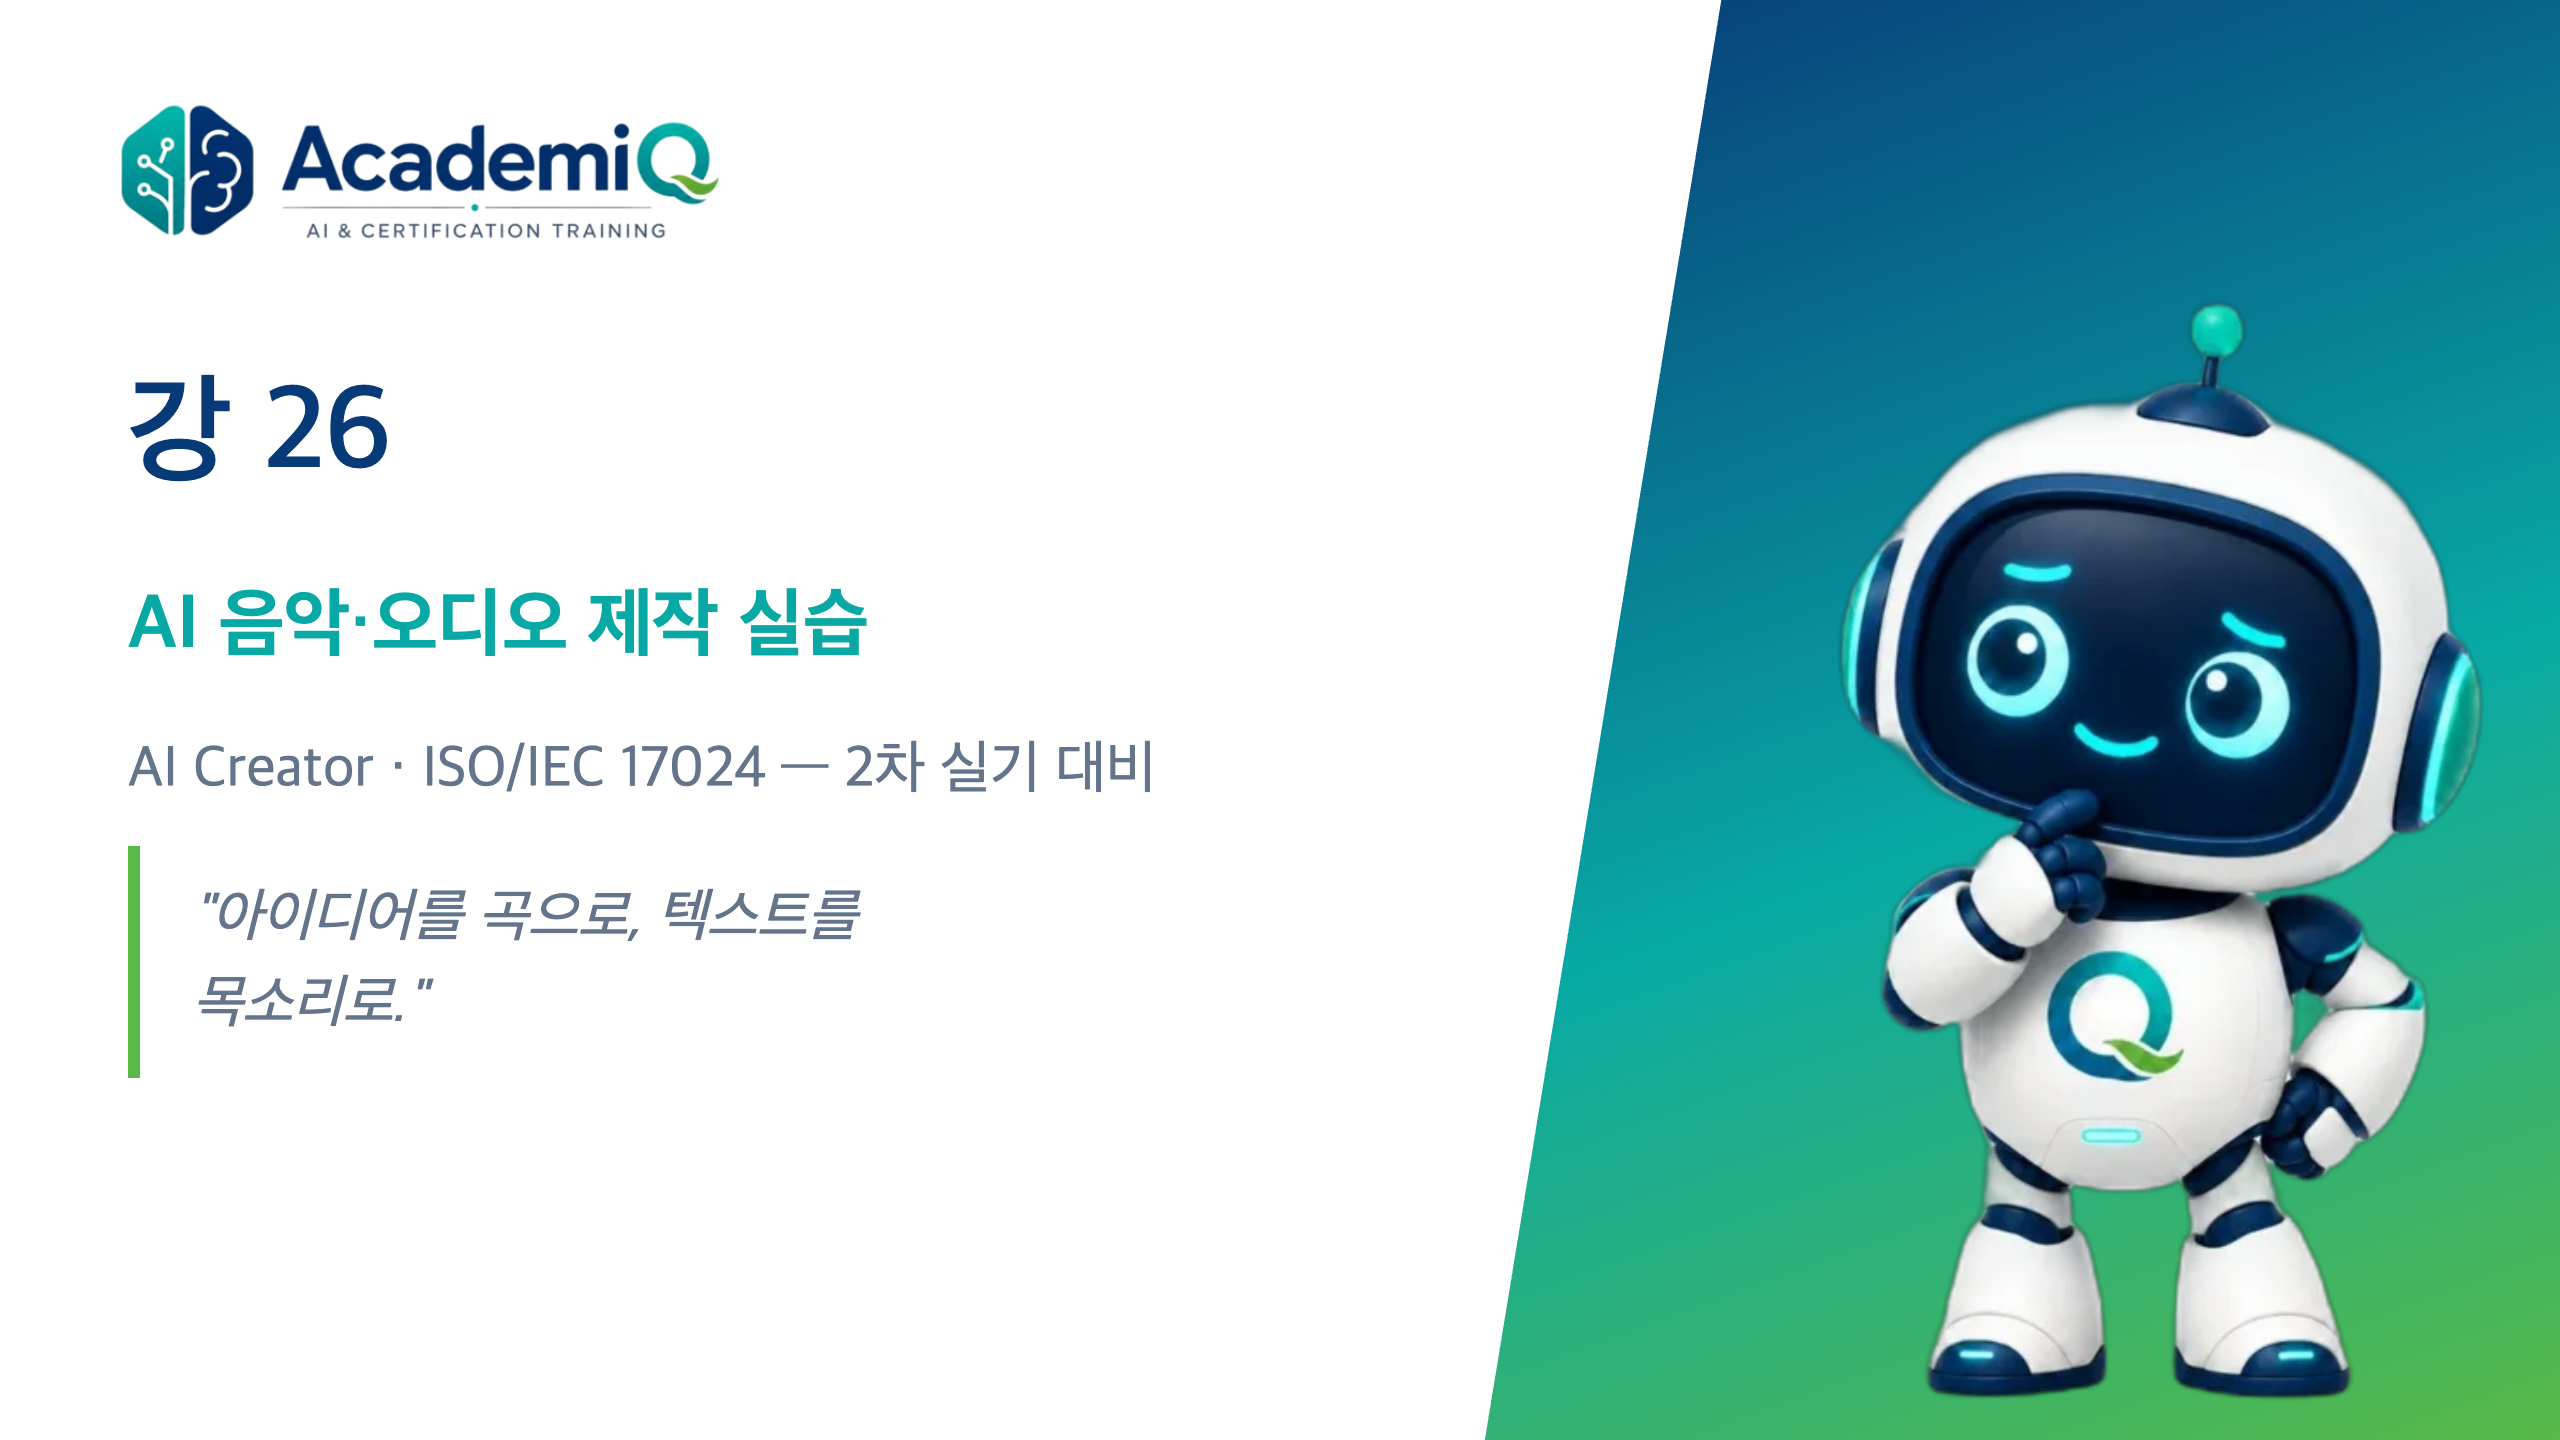 AcademiQ
AI & CERTIFICATION TRAINING
강 26
AI 음악·오디오 제작 실습
AI Creator · ISO/IEC 17024 — 2차 실기 대비
"아이디어를 곡으로, 텍스트를
목소리로."
Q